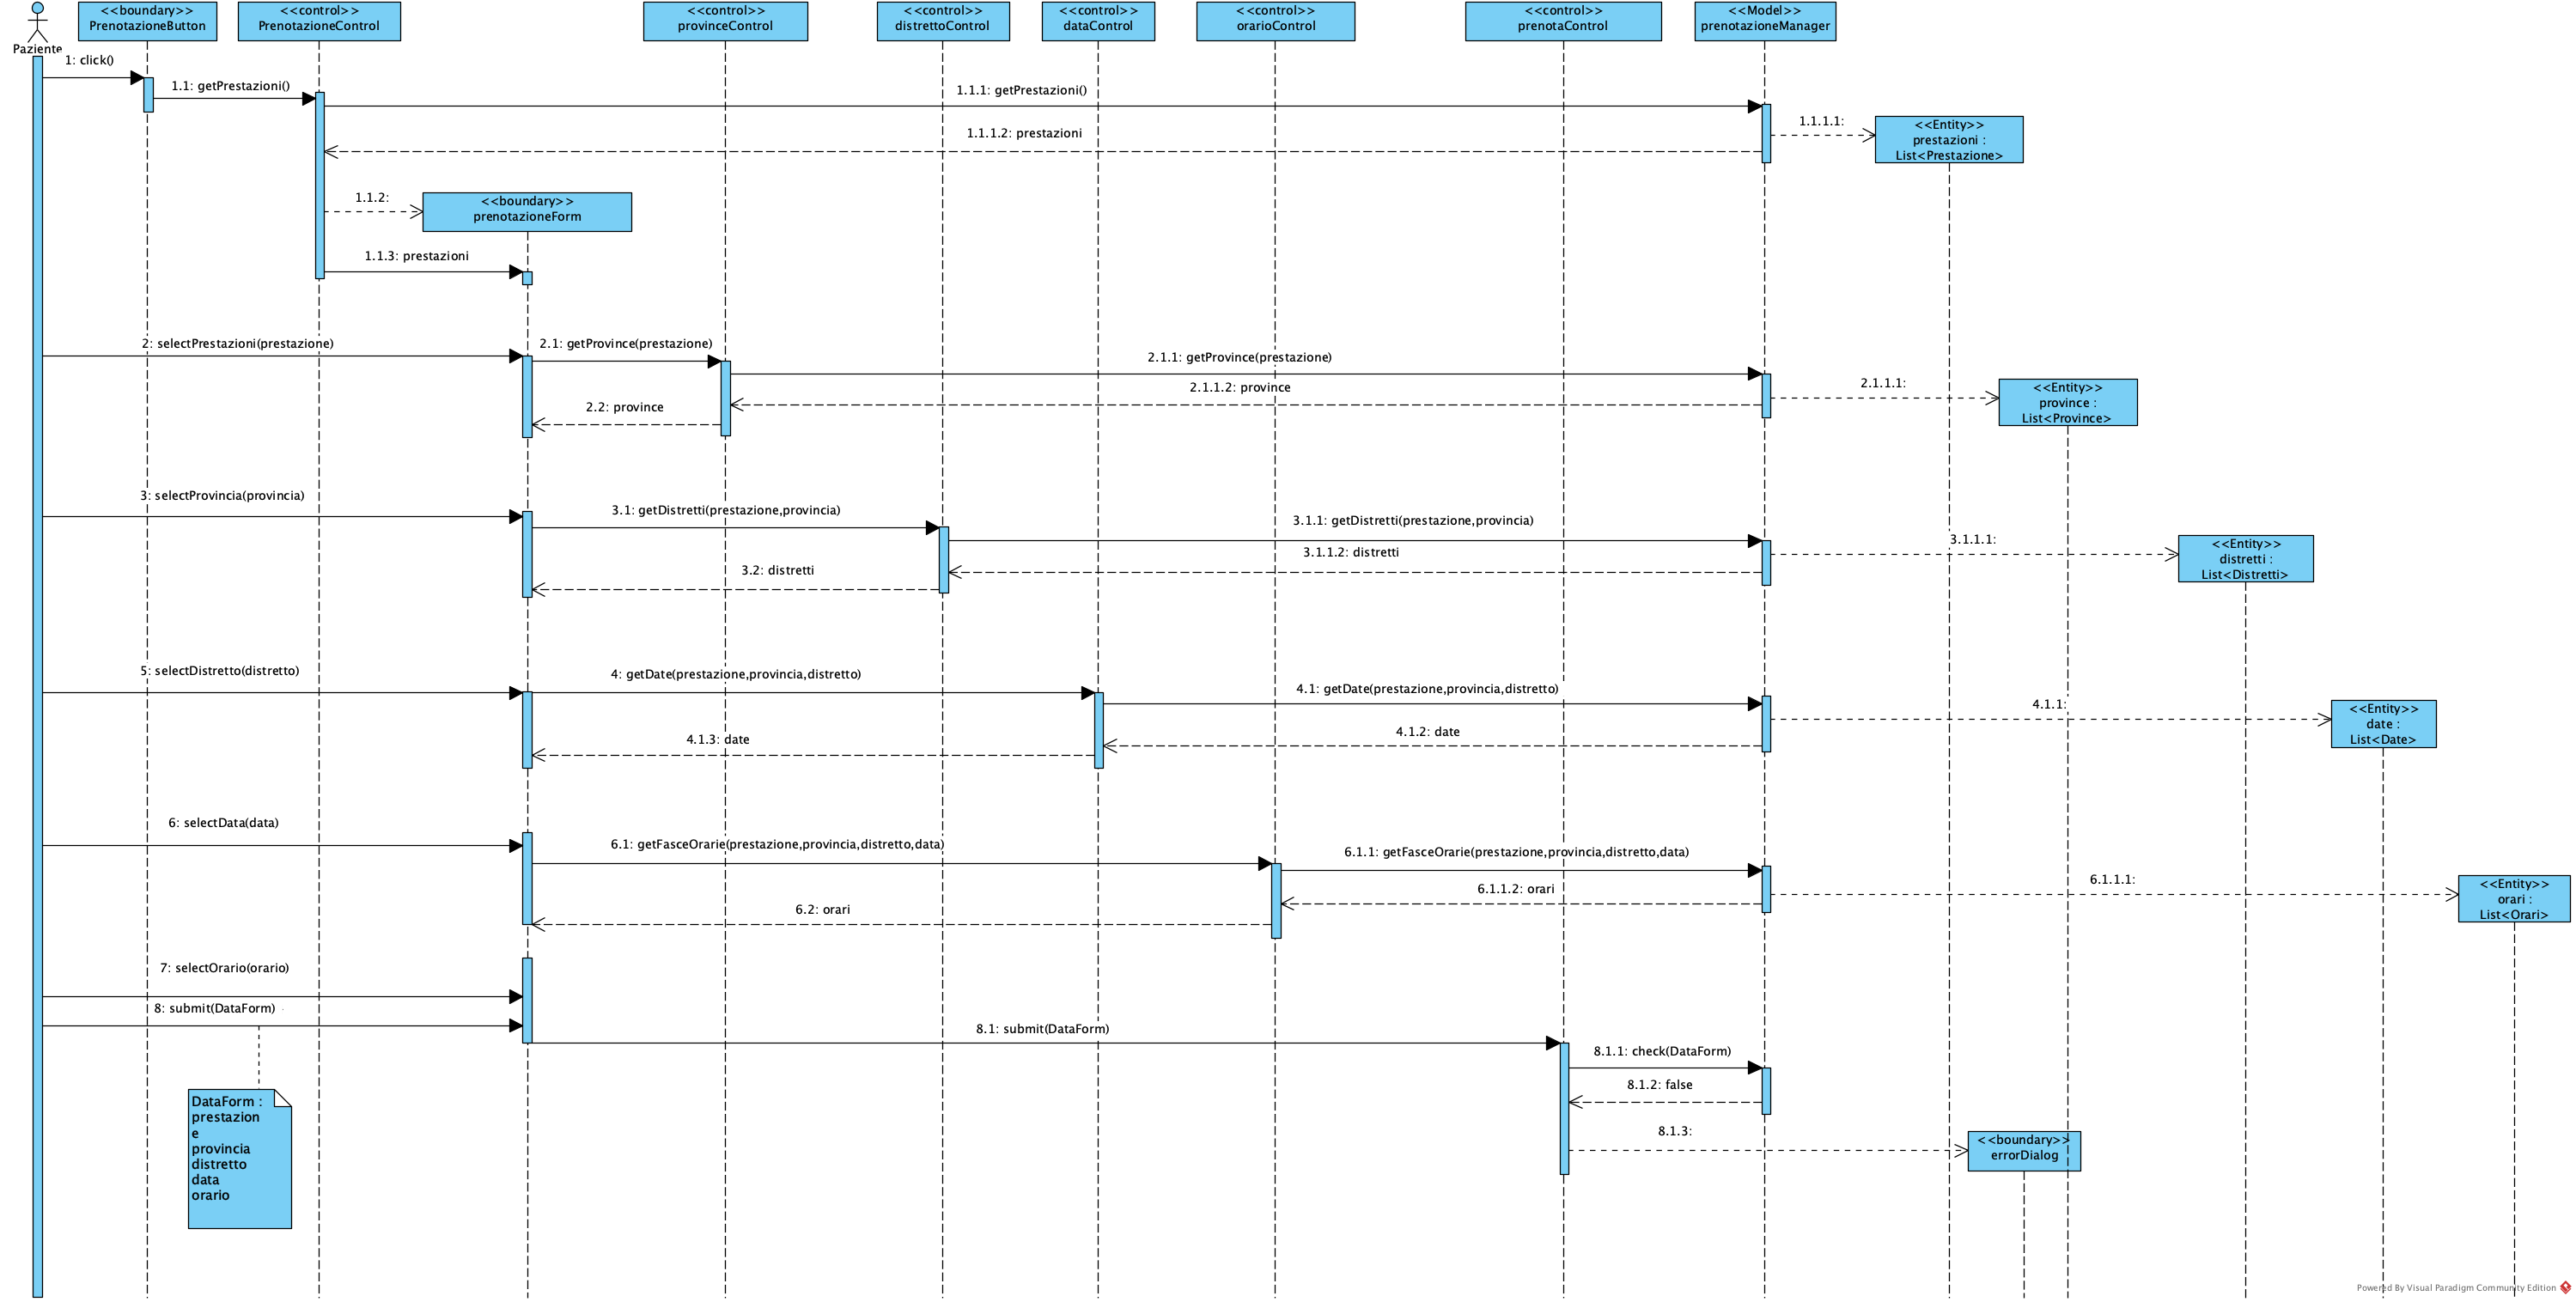 <<boundary>>
PrenotazioneButton
<<control>>
PrenotazioneControl
<<control>>
provinceControl
<<control>>
distrettoControl
<<control>>
dataControl
<<control>>
orarioControl
<<control>>
prenotaControl
<<Model>>
prenotazioneManager
Paziente
1: click()
1.1: getPrestazioni()
1.1.1: getPrestazioni()
1.1.1.1:
<<Entity>>
prestazioni :
List<Prestazione>
1.1.1.2: prestazioni
1.1.2:
<<boundary>>
prenotazioneForm
1.1.3: prestazioni
2: selectPrestazioni(prestazione)
2.1: getProvince(prestazione)
2.1.1: getProvince(prestazione)
2.1.1.1:
<<Entity>>
province :
List<Province>
2.1.1.2: province
2.2: province
3: selectProvincia(provincia)
3.1: getDistretti(prestazione,provincia)
3.1.1: getDistretti(prestazione,provincia)
3.1.1.1:
<<Entity>>
distretti :
List<Distretti>
3.1.1.2: distretti
3.2: distretti
5: selectDistretto(distretto)
4: getDate(prestazione,provincia,distretto)
4.1: getDate(prestazione,provincia,distretto)
4.1.1:
<<Entity>>
date :
List<Date>
4.1.2: date
4.1.3: date
6: selectData(data)
6.1: getFasceOrarie(prestazione,provincia,distretto,data)
6.1.1: getFasceOrarie(prestazione,provincia,distretto,data)
6.1.1.1:
<<Entity>>
orari :
List<Orari>
6.1.1.2: orari
6.2: orari
7: selectOrario(orario)
8: submit(DataForm)
8.1: submit(DataForm)
8.1.1: check(DataForm)
8.1.2: false
8.1.3:
<<boundary>>
errorDialog
DataForm :
prestazion
e
provincia
distretto
data
orario
Powered By Visual Paradigm Community Edition